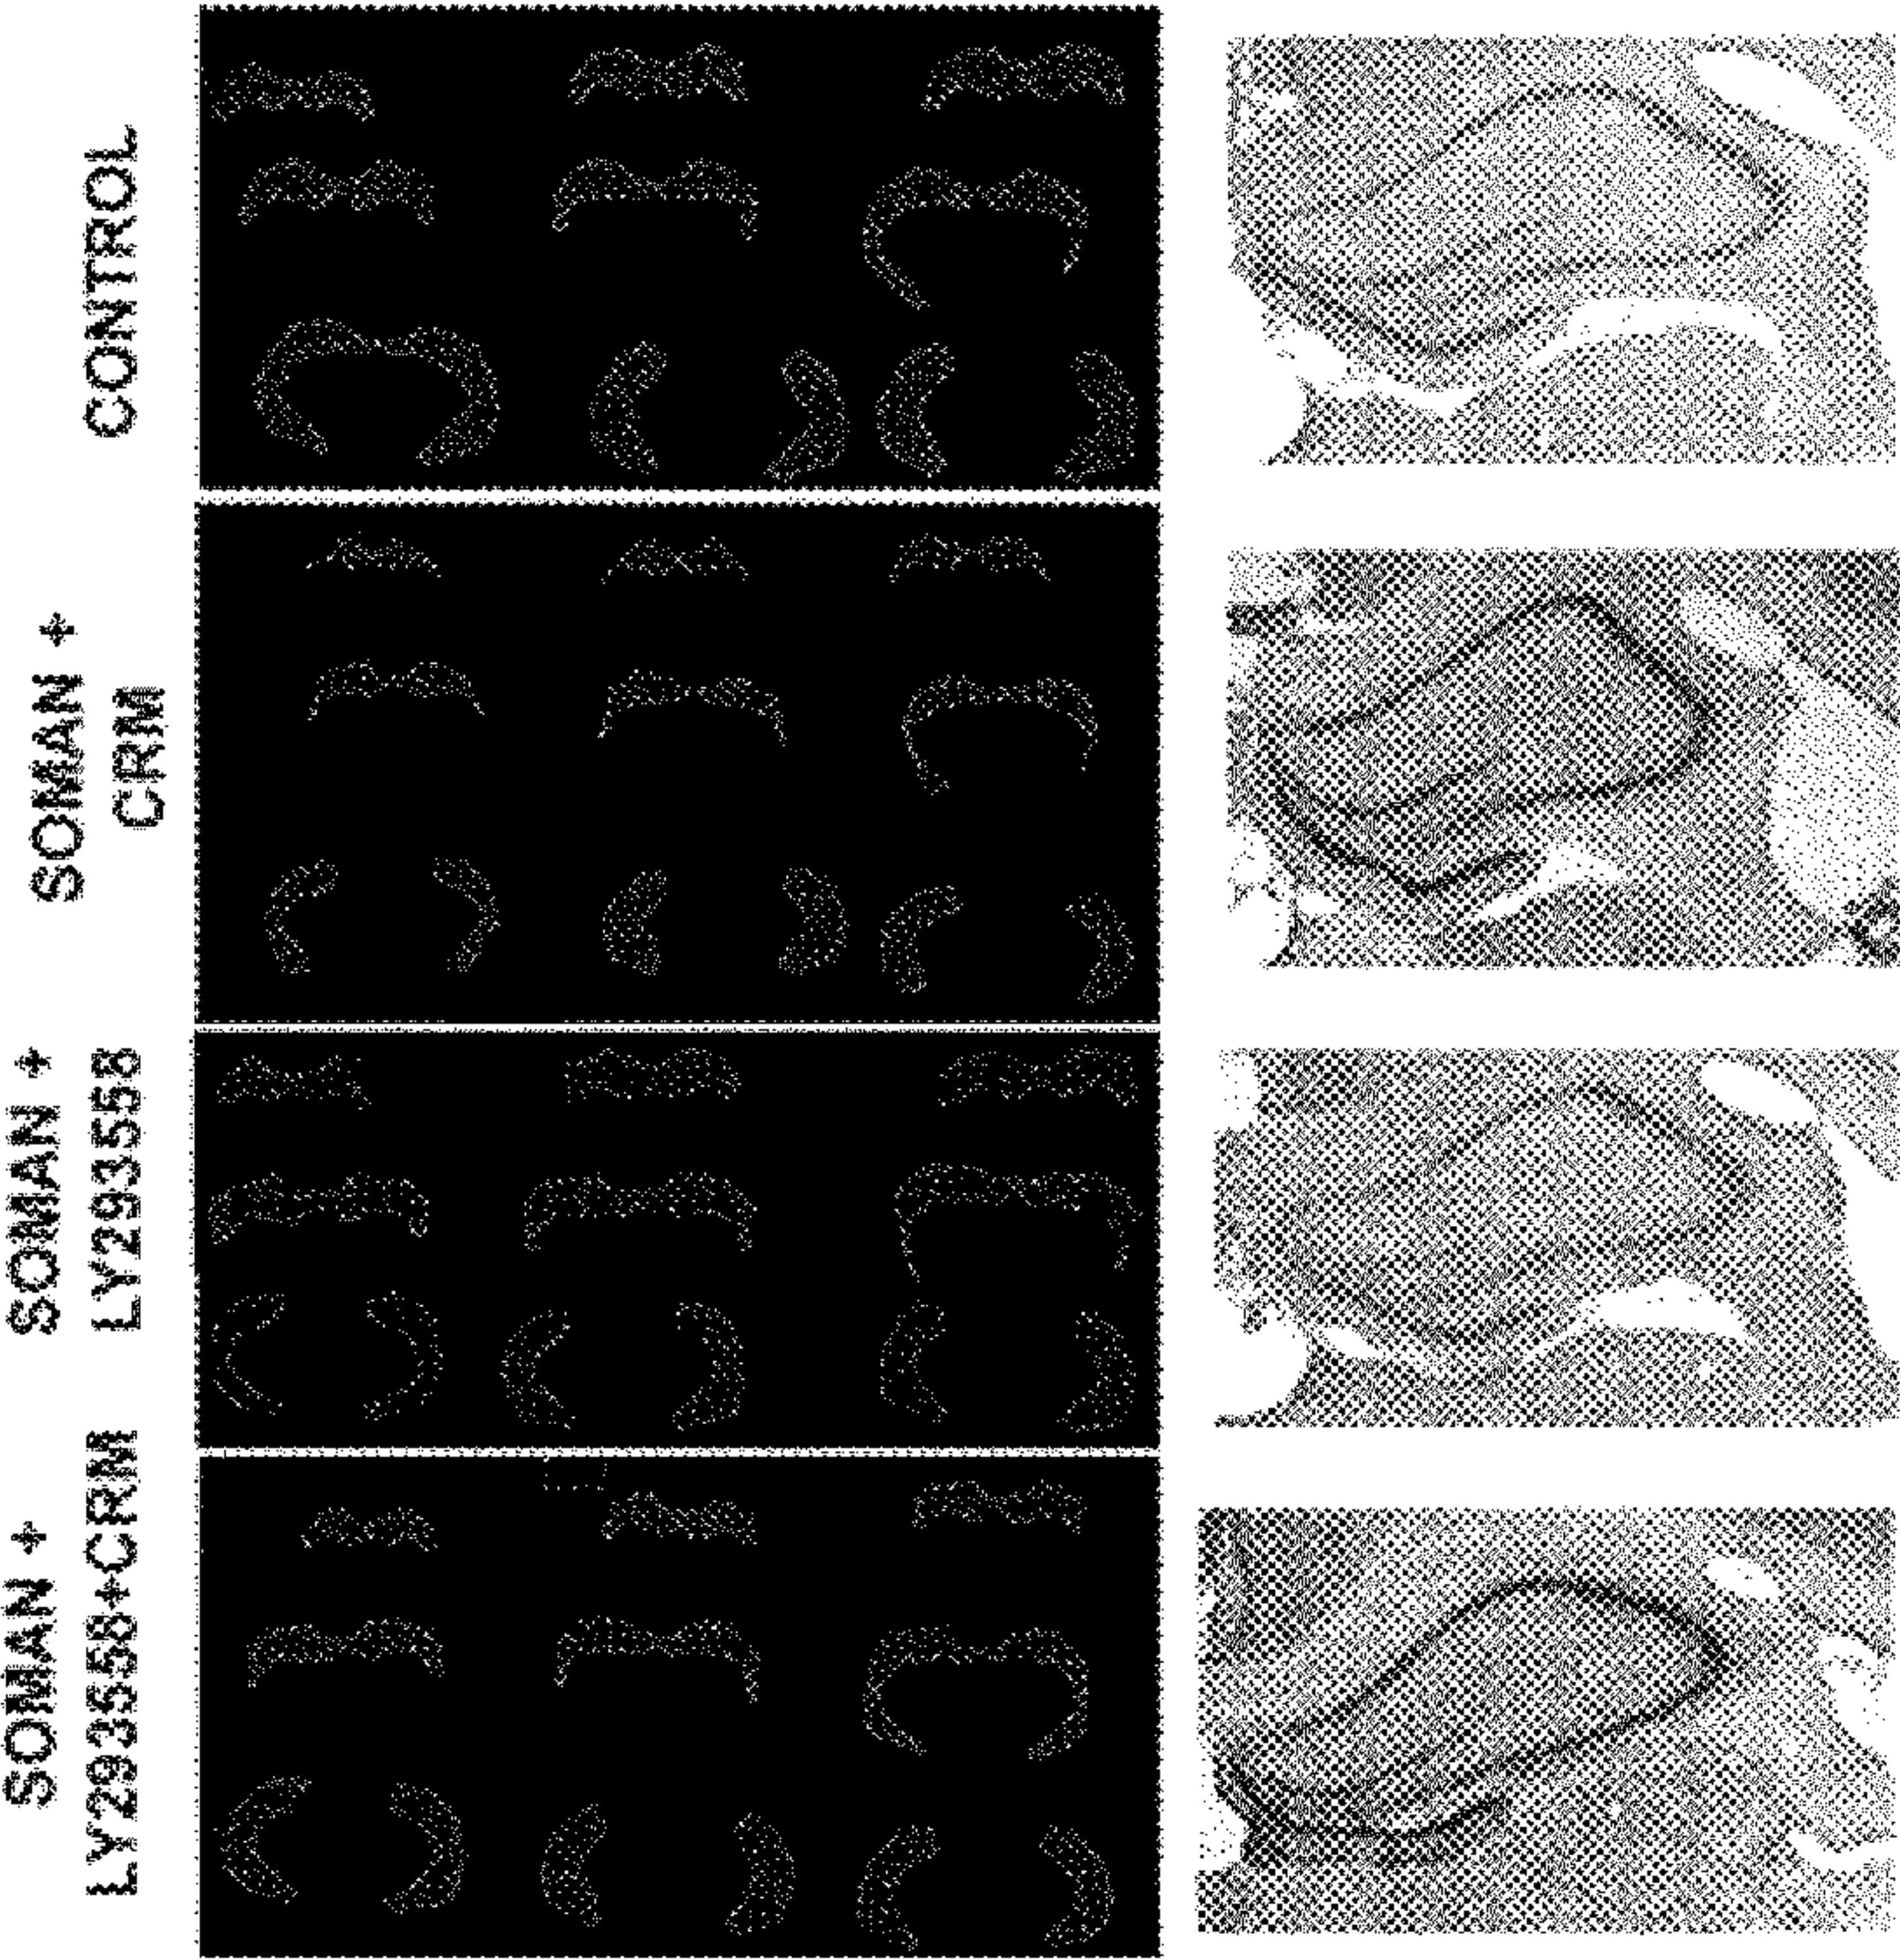 CONTROL
SOMAN +
CRM
SOMAN +
LY293558
SOMAN +
LY293558+CRM